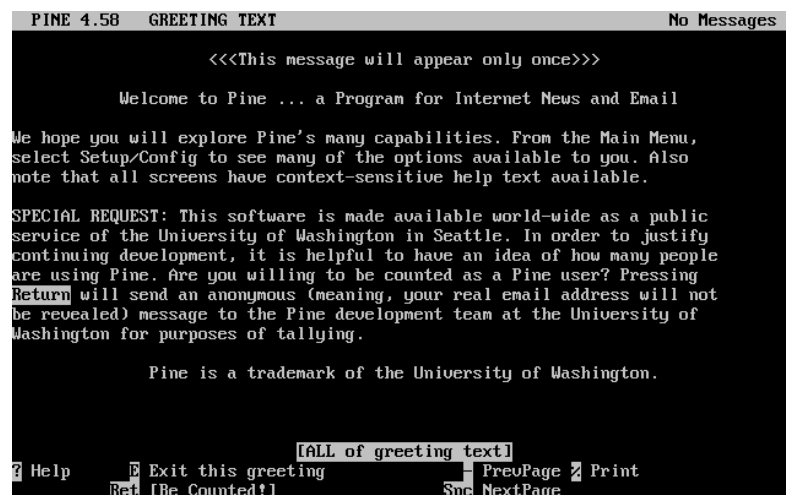 PINE 4.58 GREETING TEXT No Messages
<<<This message will appear only once>>>
Welcome to Pine ... a Program for Internet News and Email
We hope you will explore Pine's many capabilities. From the Main Menu,
select Setup/Config to see many of the options available to you. Also
note that all screens have context-sensitive help text available.
SPECIAL REQUEST: This software is made available world-wide as a public
service of the University of Washington in Seattle. In order to justify
continuing development, it is helpful to have an idea of how many people
are using Pine. Are you willing to be counted as a Pine user? Pressing
Return will send an anonymous (meaning, your real email address will not
be revealed) message to the Pine development team at the University of
Washington for purposes of tallying.
Pine is a trademark of the University of Washington.
[ALL of greeting text]
? Help E Exit this greeting - PrevPage % Print
Ret [Be Counted!] Spc NextPage